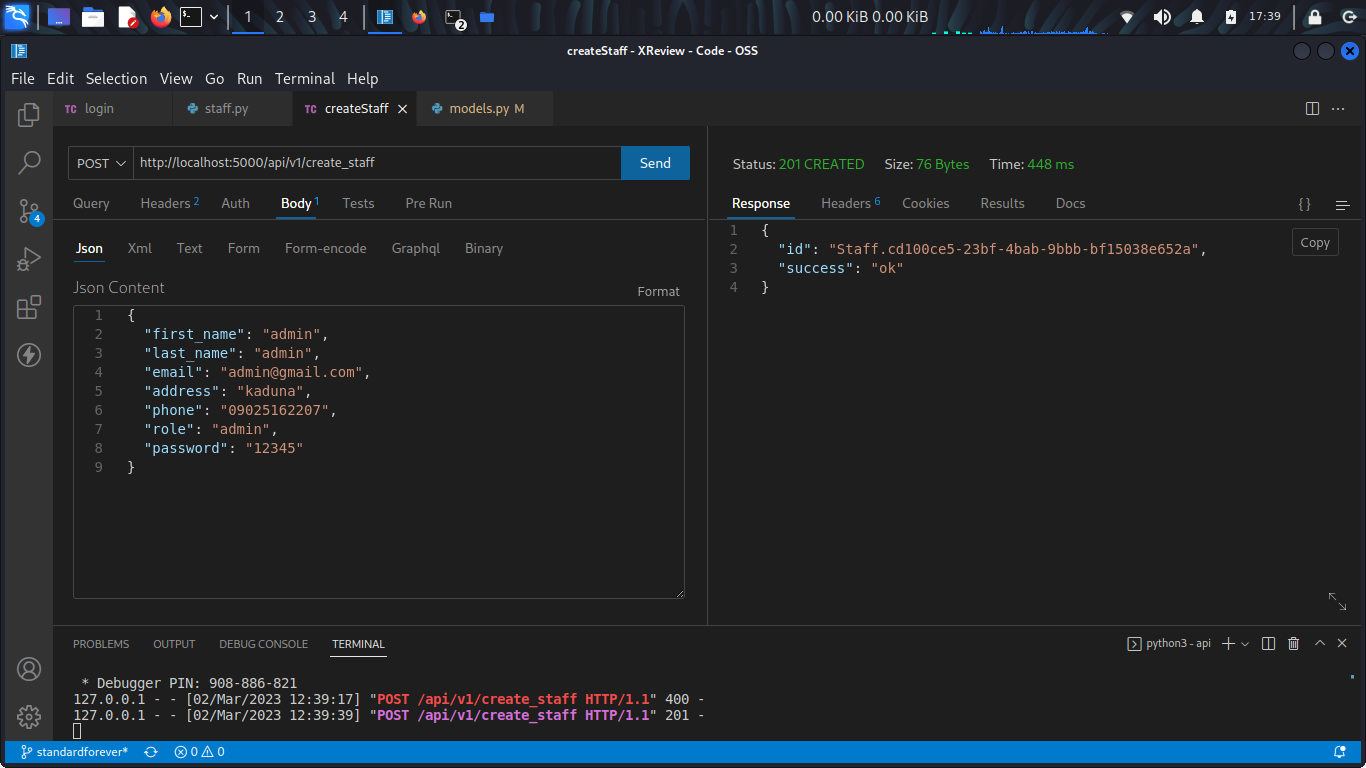 1 2 3 4 2 0.00 KiB 0.00 KiB 17:39
createStaff - XReview - Code - OSS
File Edit Selection View Go Run Terminal Help
TC login staff.py TC createStaff models.py M
POST http://localhost:5000/api/v1/create_staff Send
Status: 201 CREATED Size: 76 Bytes Time: 448 ms
Query Headers 2 Auth Body 1 Tests Pre Run
Response Headers 6 Cookies Results Docs {}
4
Json Xml Text Form Form-encode Graphql Binary
Json Content
Format
1 {
2 "first_name": "admin",
3 "last_name": "admin",
4 "email": "admin@gmail.com",
5 "address": "kaduna",
6 "phone": "09025162207",
7 "role": "admin",
8 "password": "12345"
9 }
Copy
1 {
2 "id": "Staff.cd100ce5-23bf-4bab-9bbb-bf15038e652a",
3 "success": "ok"
4 }
PROBLEMS OUTPUT DEBUG CONSOLE TERMINAL python3 - api
* Debugger PIN: 908-886-821
127.0.0.1 - - [02/Mar/2023 12:39:17] "POST /api/v1/create_staff HTTP/1.1" 400 -
127.0.0.1 - - [02/Mar/2023 12:39:39] "POST /api/v1/create_staff HTTP/1.1" 201 -
standardforever* 0 0